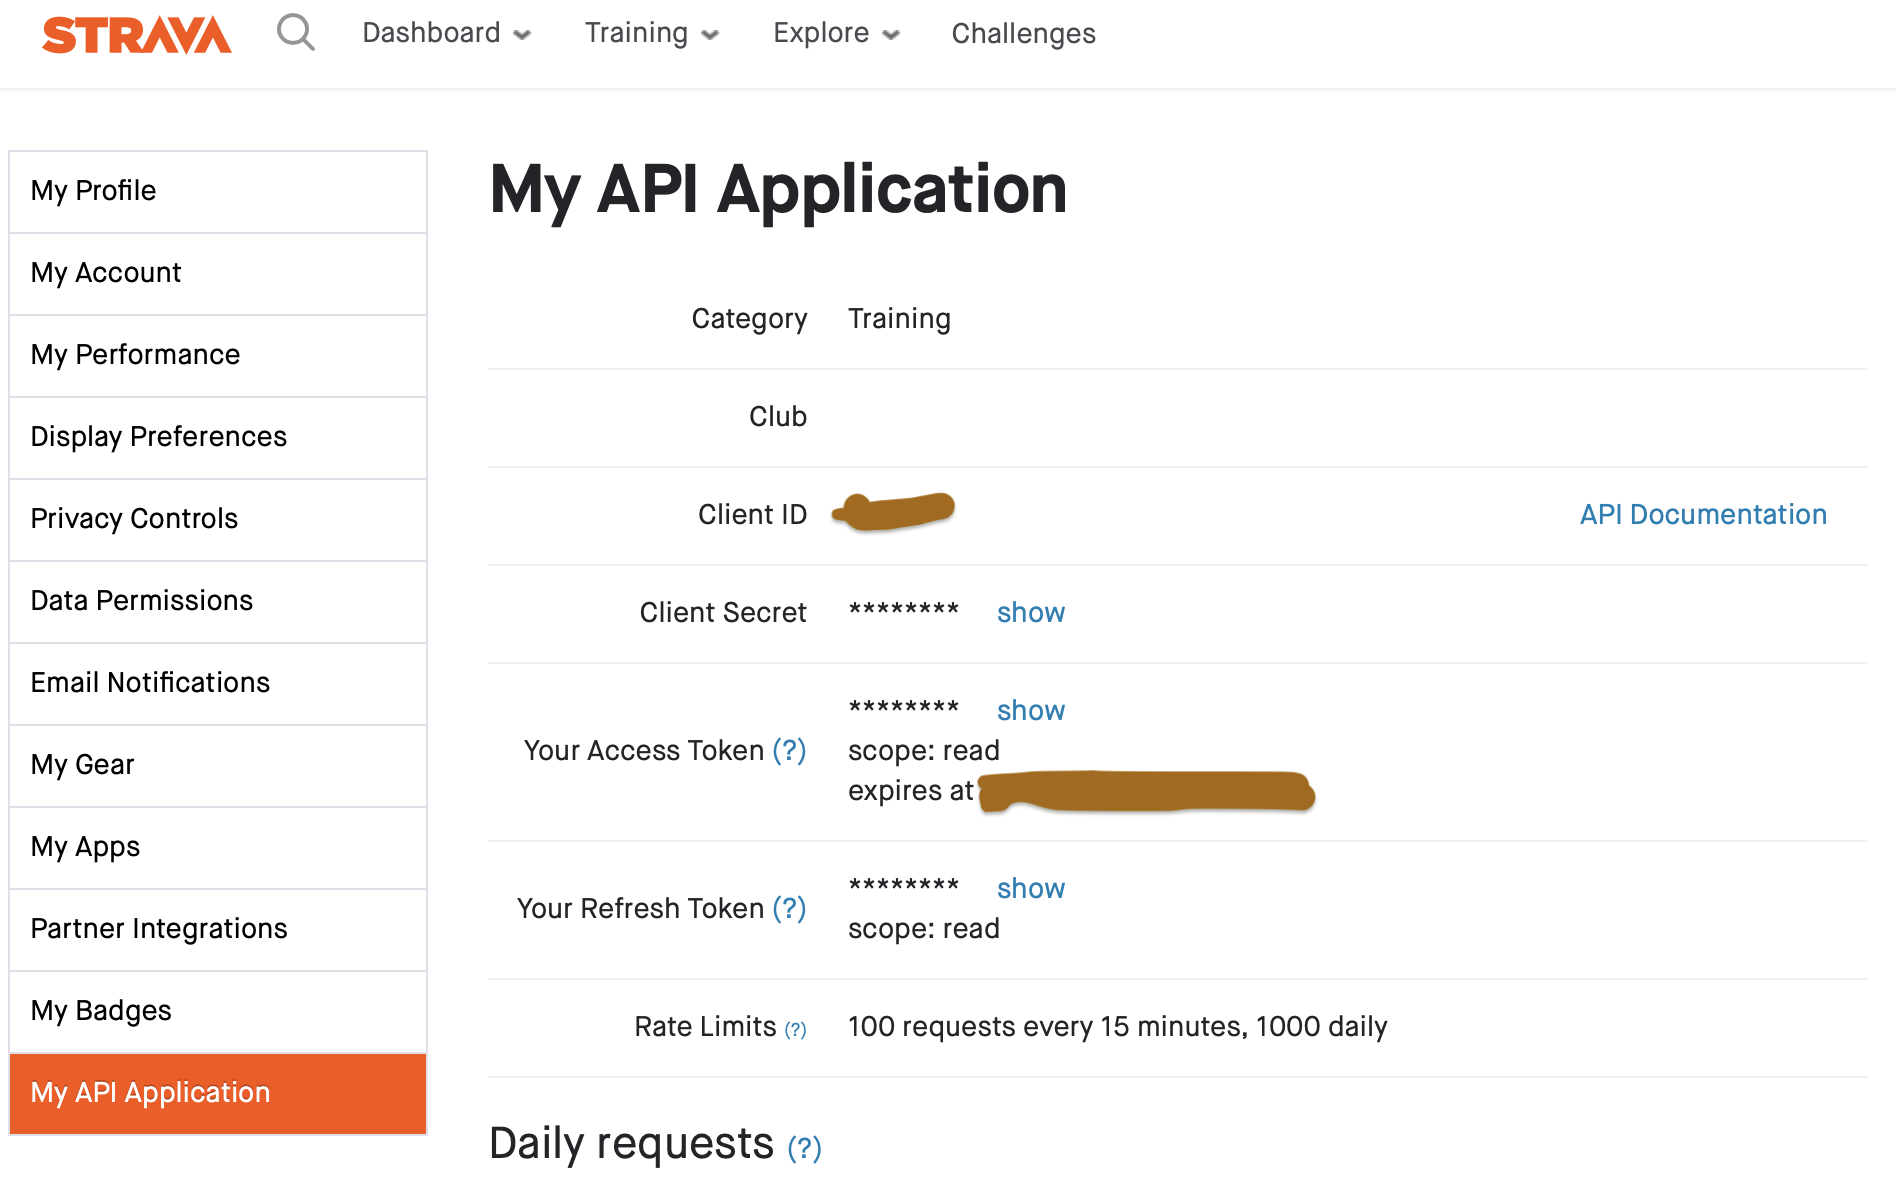 STRAVA Dashboard Training Explore Challenges
My Profile
My Account
My Performance
Display Preferences
Privacy Controls
Data Permissions
Email Notifications
My Gear
My Apps
Partner Integrations
My Badges
My API Application
My API Application
Category Training
Club
Client ID API Documentation
Client Secret ******** show
******** show
Your Access Token (?) scope: read
expires at
******** show
Your Refresh Token (?)
scope: read
Rate Limits (?) 100 requests every 15 minutes, 1000 daily
Daily requests (?)